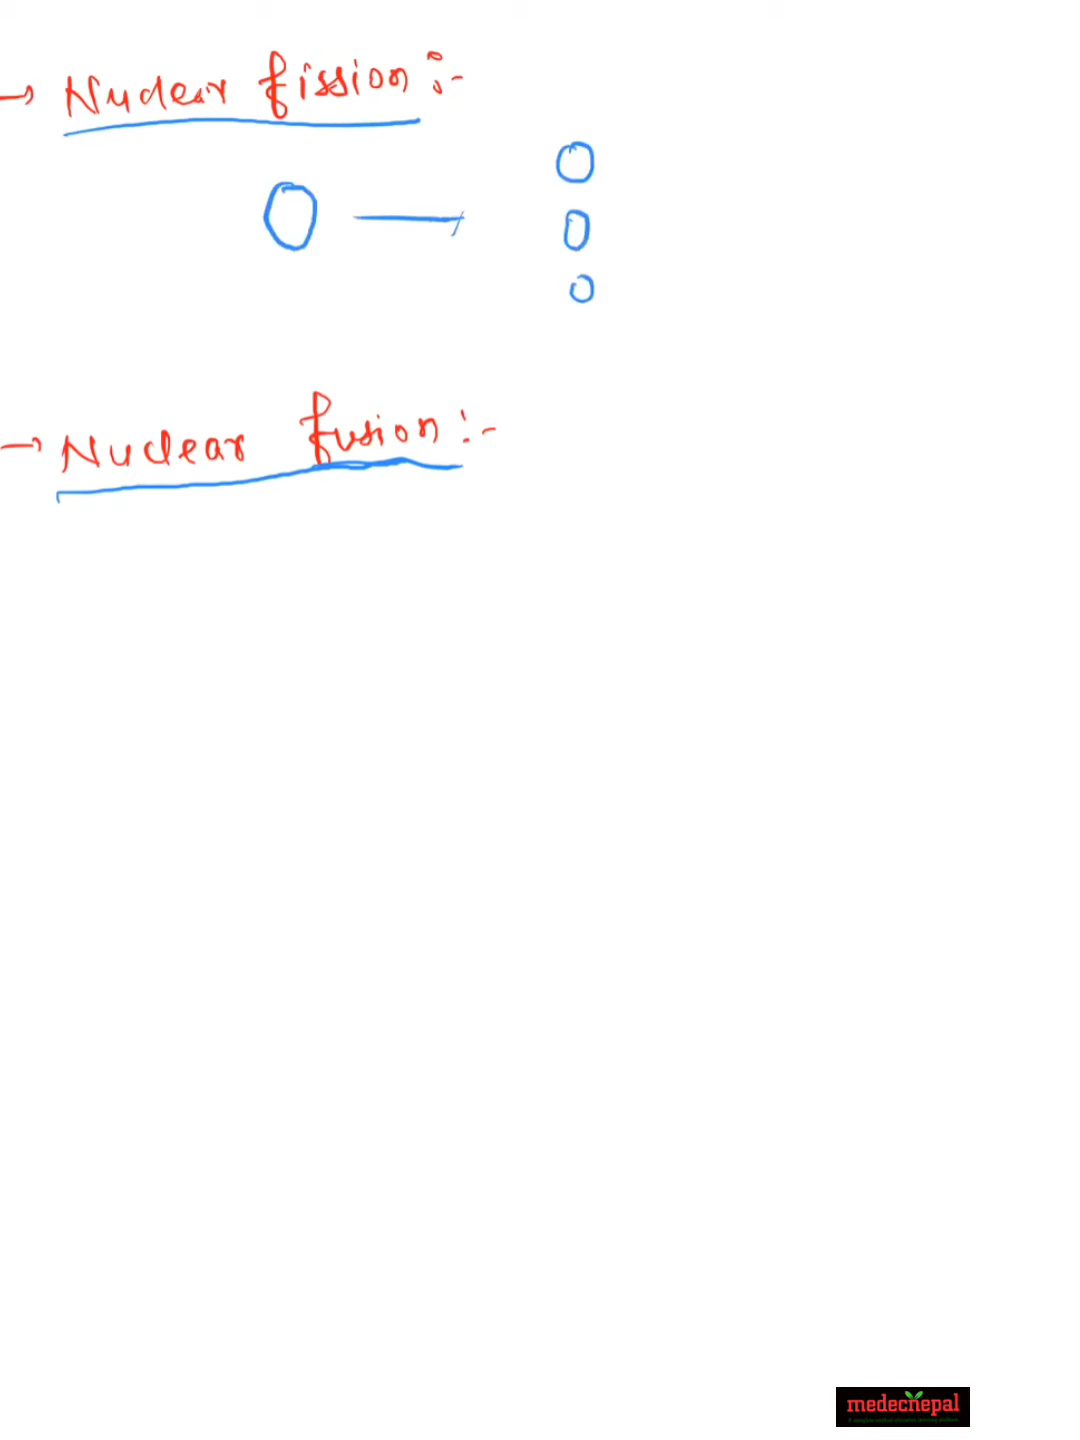 → Nuclear fission :-
→ Nuclear fusion :-
medecnepal